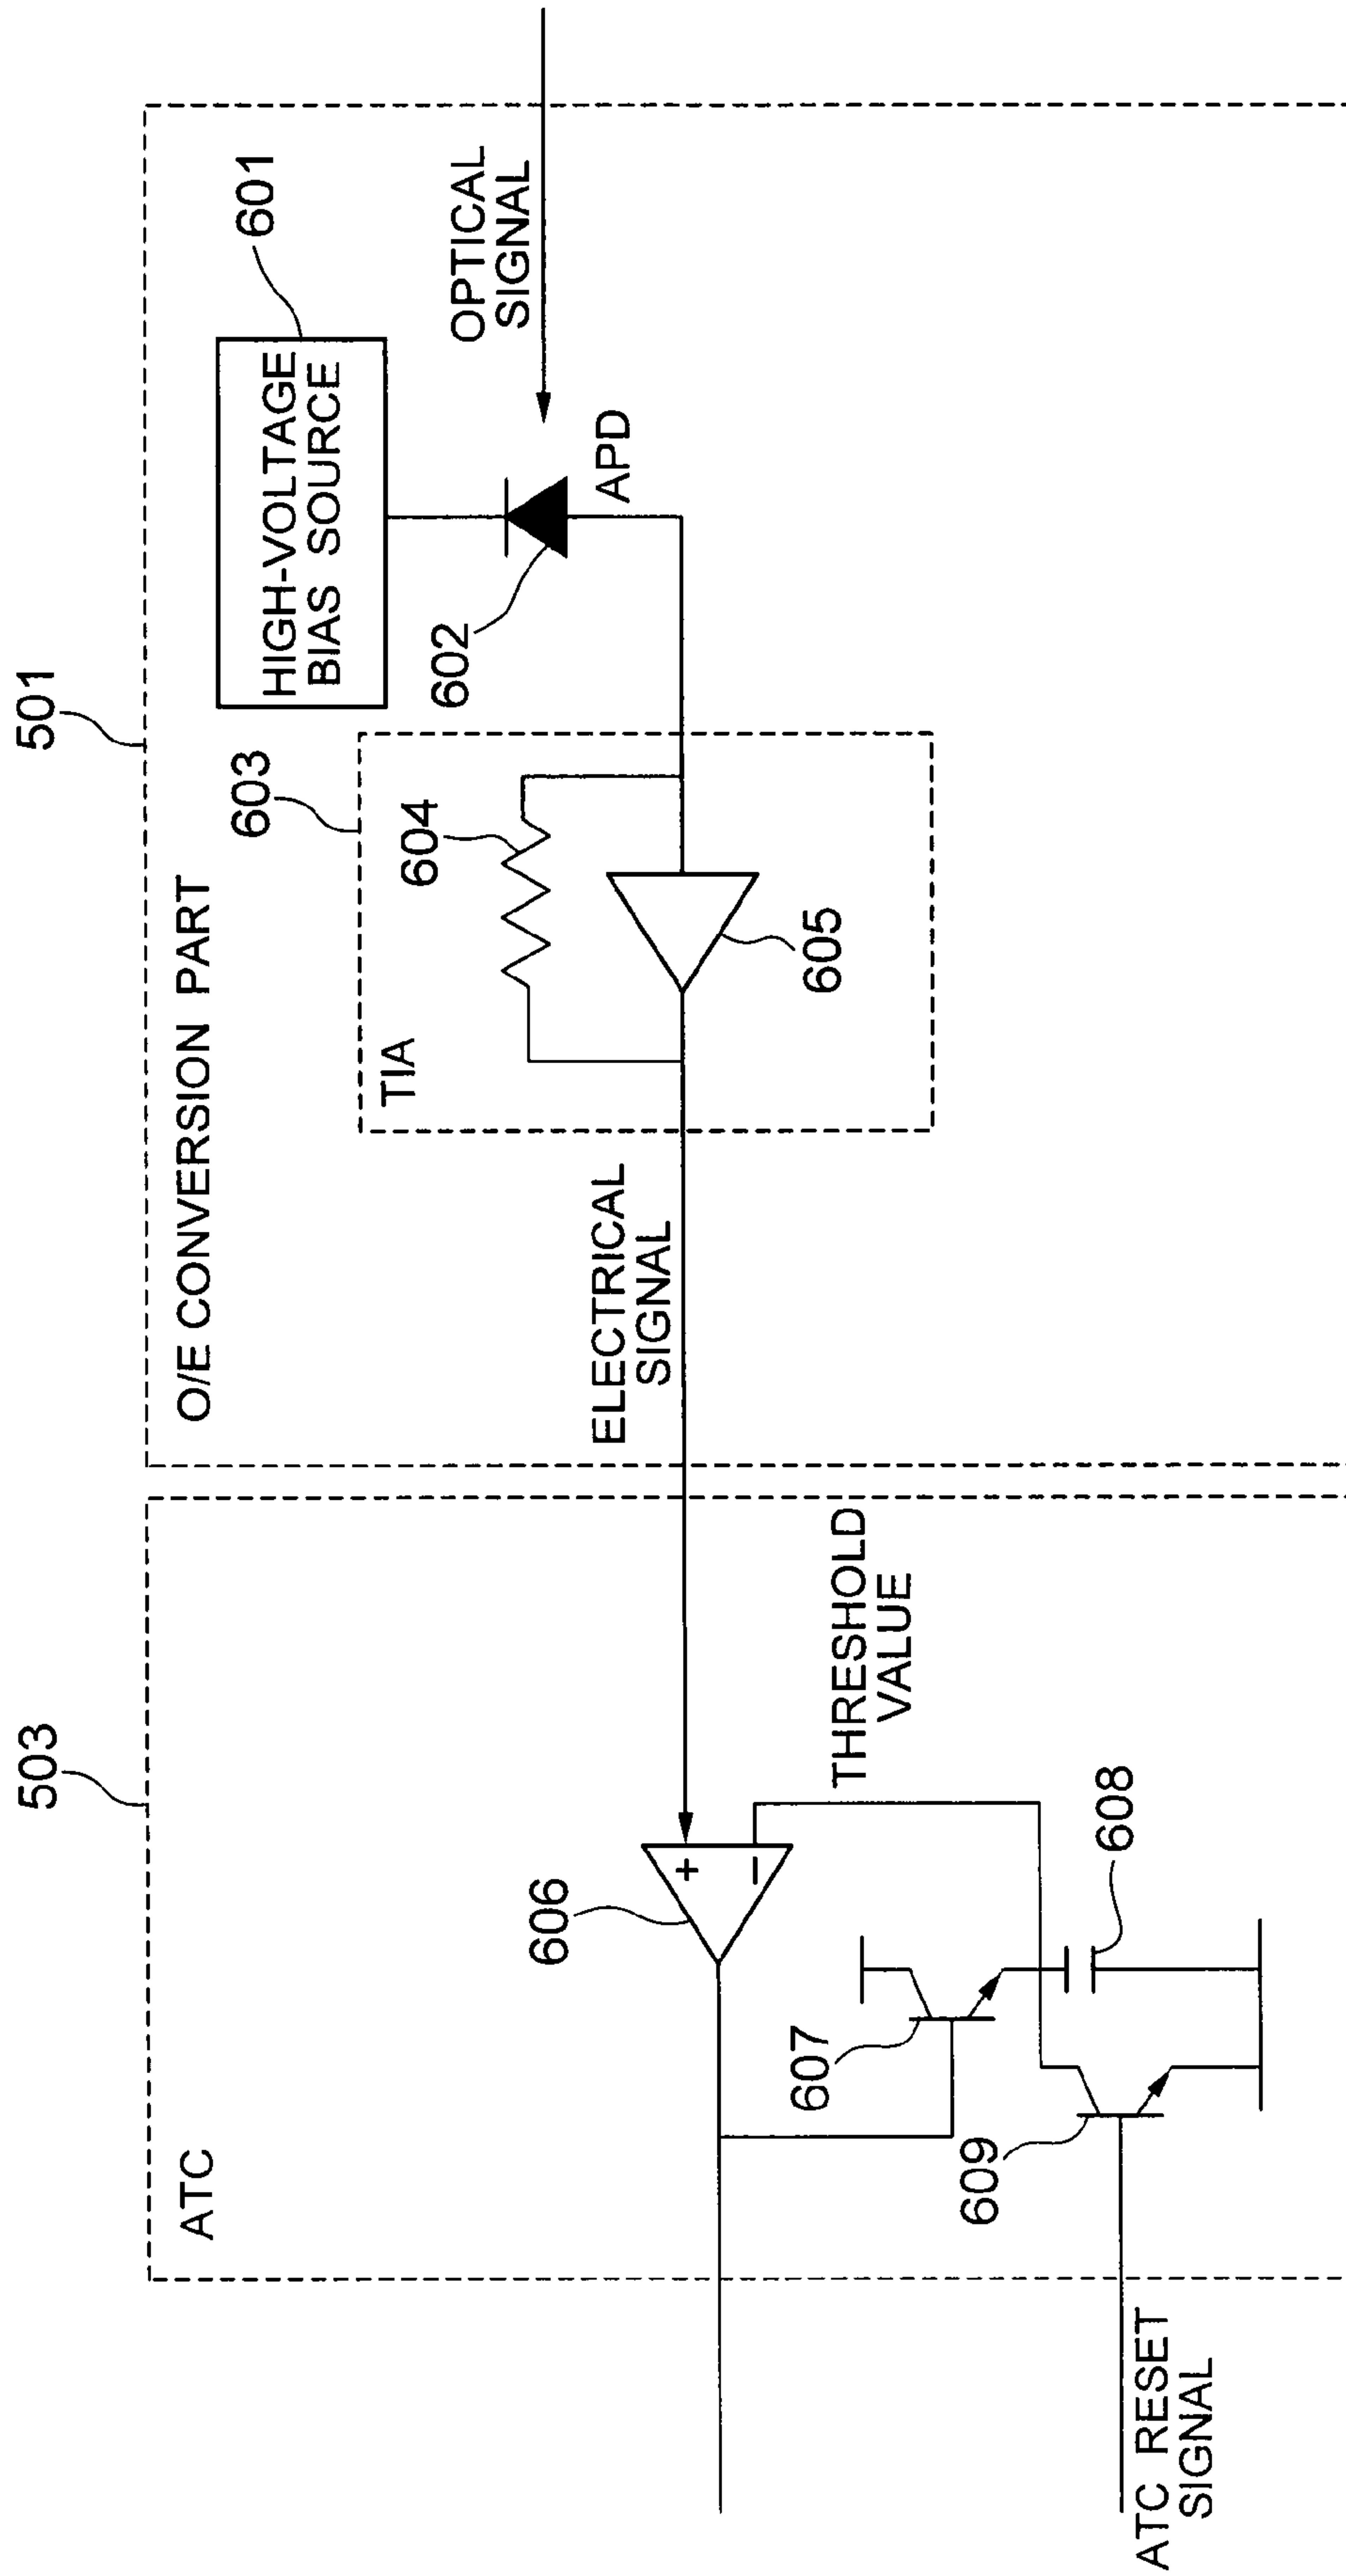 501
O/E CONVERSION PART
601
HIGH-VOLTAGE
BIAS SOURCE
OPTICAL
SIGNAL
602
APD
603
604
TIA
605
ELECTRICAL
SIGNAL
503
ATC
606
+
−
THRESHOLD
VALUE
607
608
609
ATC RESET
SIGNAL